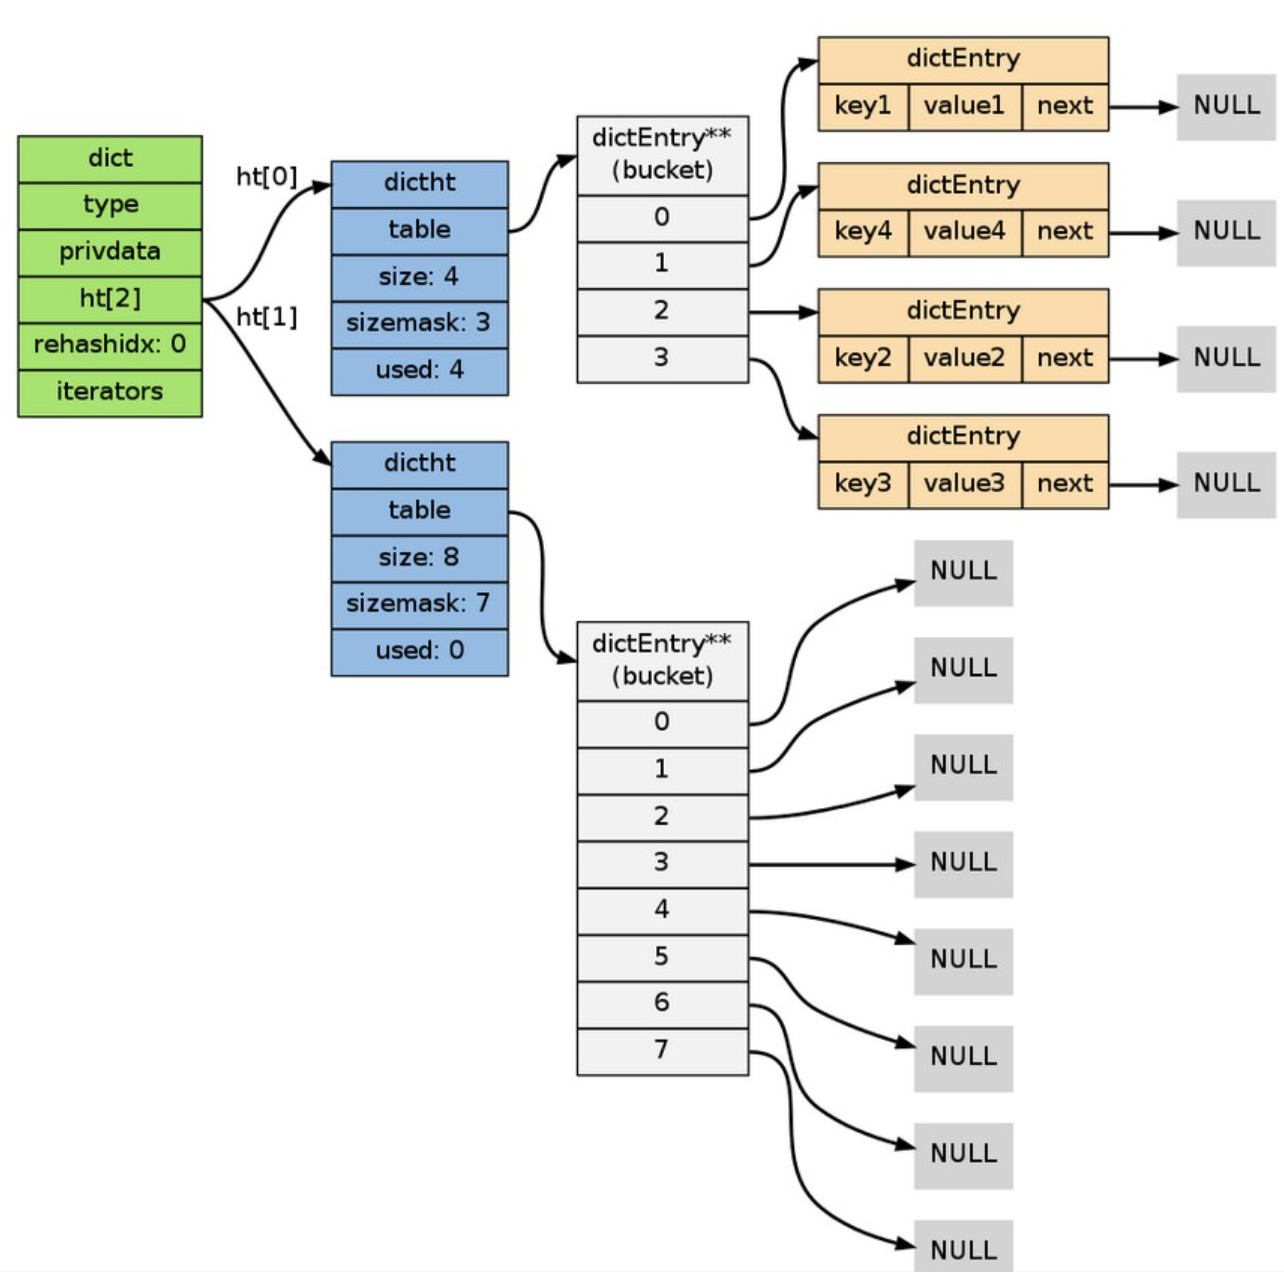 dict
type
privdata
ht[2]
rehashidx: 0
iterators
ht[0]
ht[1]
dictht
table
size: 4
sizemask: 3
used: 4
dictht
table
size: 8
sizemask: 7
used: 0
dictEntry**
(bucket)
0
1
2
3
dictEntry
key1 value1 next
NULL
dictEntry
key4 value4 next
NULL
dictEntry
key2 value2 next
NULL
dictEntry
key3 value3 next
NULL
dictEntry**
(bucket)
0
1
2
3
4
5
6
7
NULL
NULL
NULL
NULL
NULL
NULL
NULL
NULL